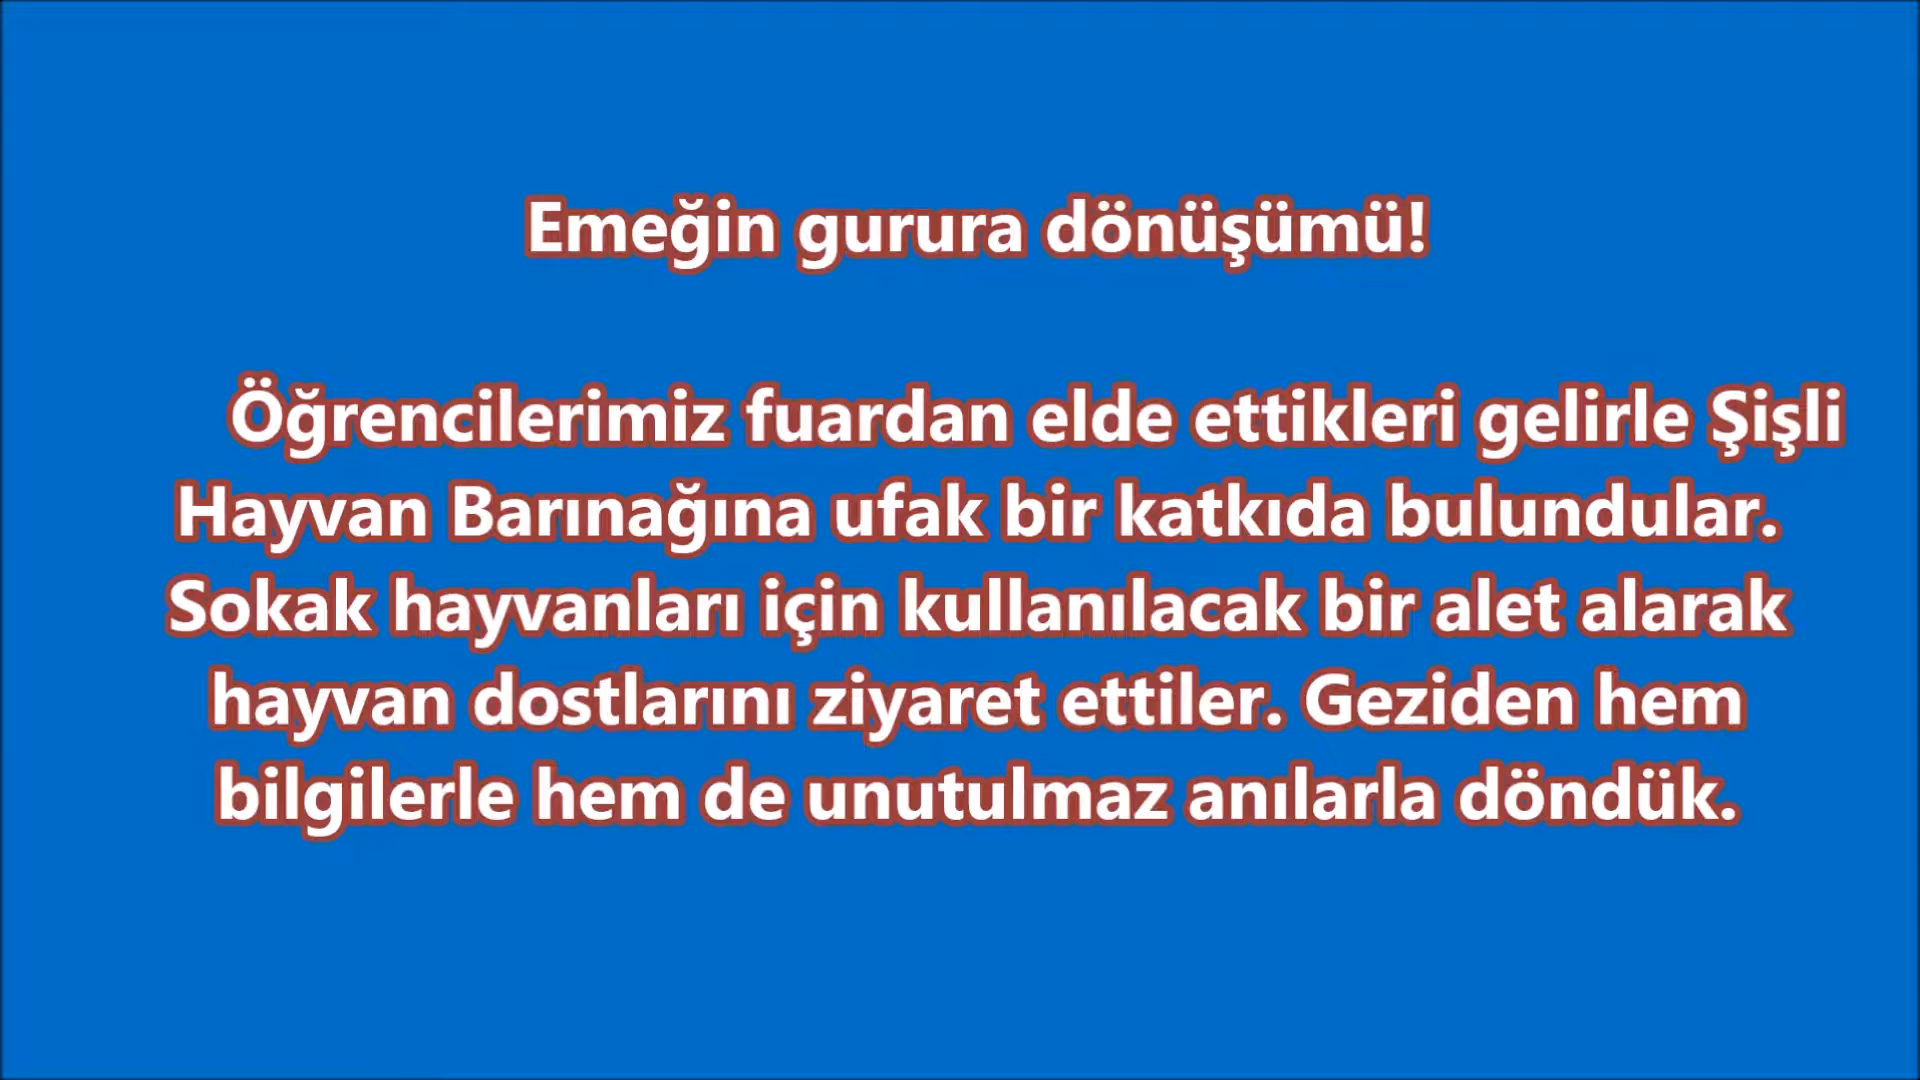 Emeğin gurura dönüşümü!
Öğrencilerimiz fuardan elde ettikleri gelirle Şişli
Hayvan Barınağına ufak bir katkıda bulundular.
Sokak hayvanları için kullanılacak bir alet alarak
hayvan dostlarını ziyaret ettiler. Geziden hem
bilgilerle hem de unutulmaz anılarla döndük.